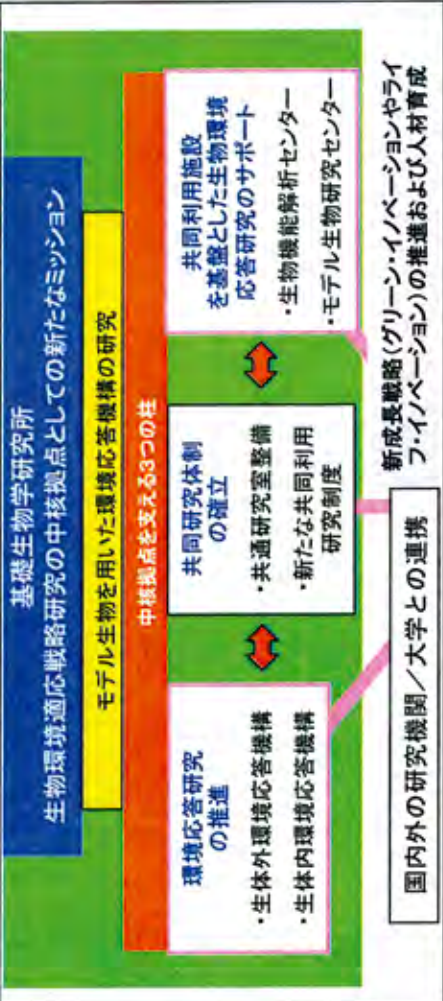 基礎生物学研究所
生物環境適応戦略研究の中核拠点としての新たなミッション
モデル生物を用いた環境応答機構の研究
中核拠点を支える3つの柱
環境応答研究
の推進
・生体外環境応答機構
・生体内環境応答機構
共同研究体制
の確立
・共通研究室整備
・新たな共同利用
研究制度
共同利用施設
を基盤とした生物環境
応答研究のサポート
・生物機能解析センター
・モデル生物研究センター
国内外の研究機関／大学との連携
新成長戦略(グリーン・イノベーションやライ
フ・イノベーション)の推進および人材育成